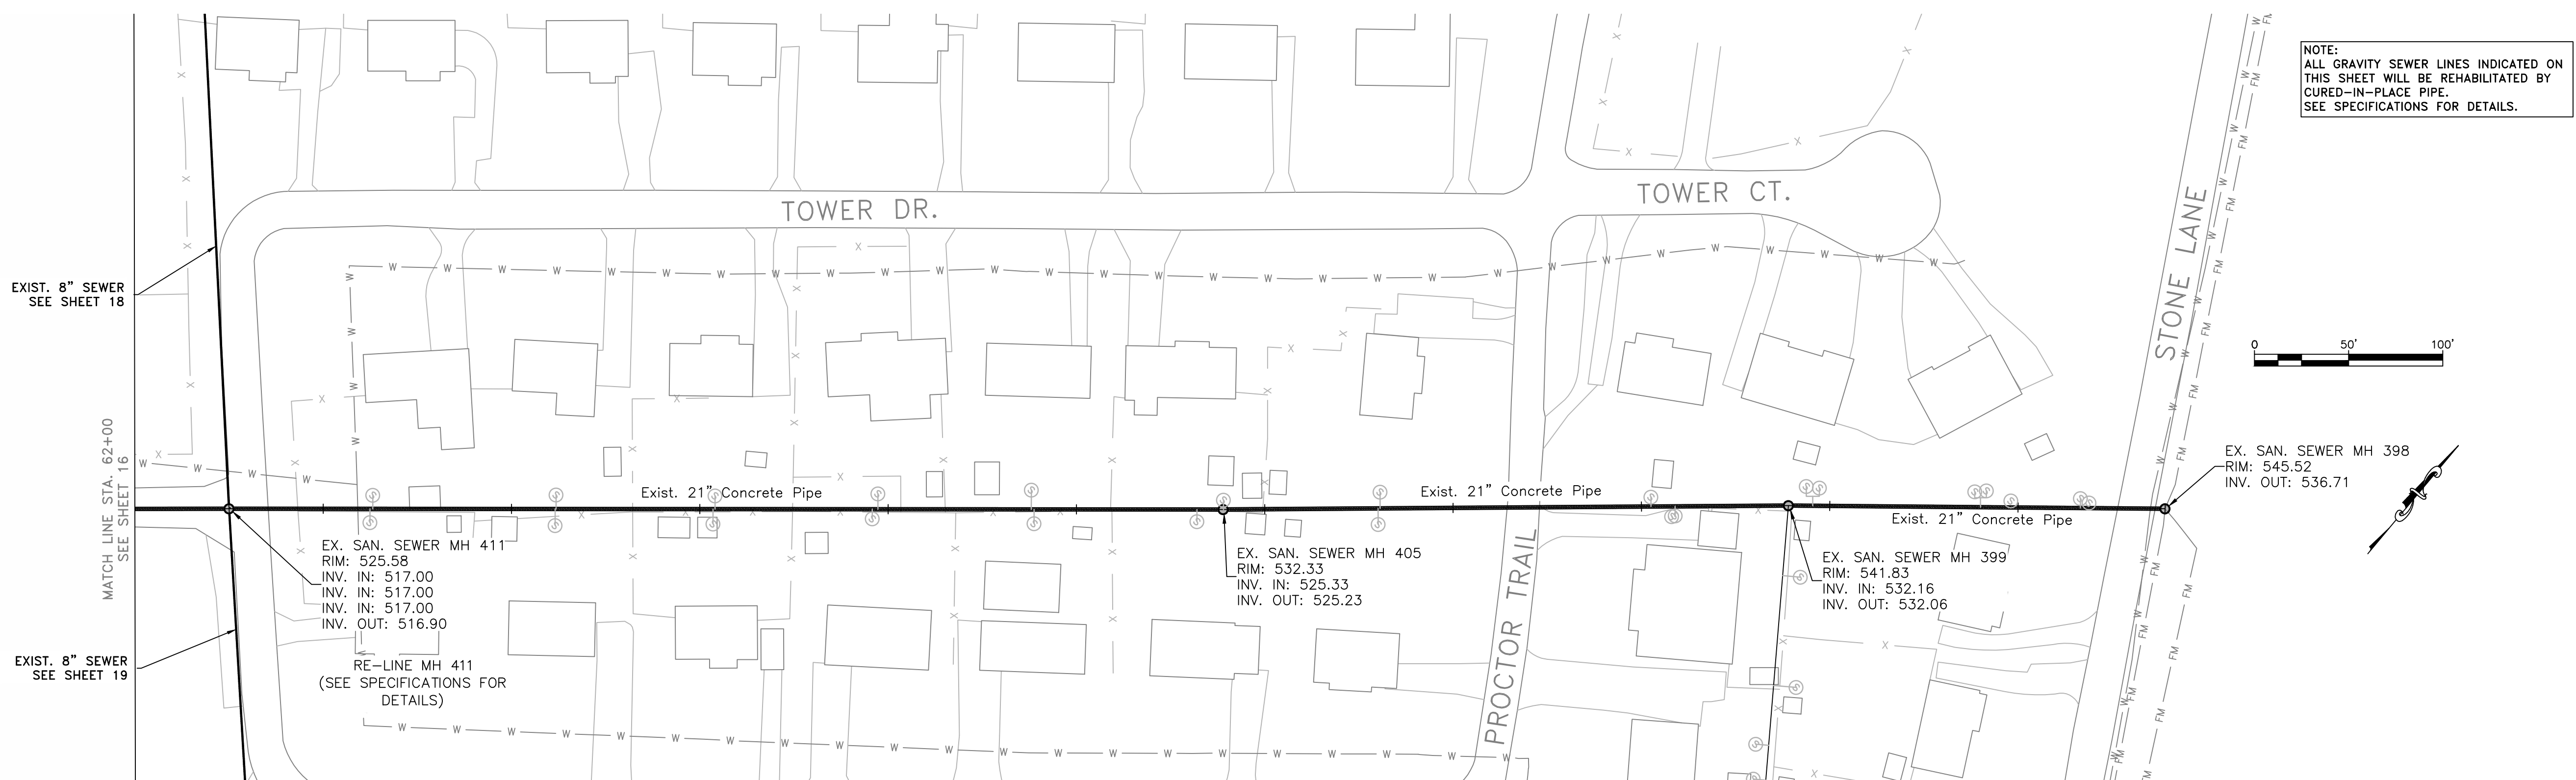 NOTE:
ALL GRAVITY SEWER LINES INDICATED ON
THIS SHEET WILL BE REHABILITATED BY
CURED-IN-PLACE PIPE.
SEE SPECIFICATIONS FOR DETAILS.
TOWER DR.
TOWER CT.
STONE LANE
EXIST. 8" SEWER
SEE SHEET 18
0 50' 100'
MATCH LINE STA. 62+00
SEE SHEET 16
EX. SAN. SEWER MH 398
RIM: 545.52
INV. OUT: 536.71
Exist. 21" Concrete Pipe
Exist. 21" Concrete Pipe
Exist. 21" Concrete Pipe
EX. SAN. SEWER MH 411
RIM: 525.58
INV. IN: 517.00
INV. IN: 517.00
INV. IN: 517.00
INV. OUT: 516.90
EX. SAN. SEWER MH 405
RIM: 532.33
INV. IN: 525.33
INV. OUT: 525.23
EX. SAN. SEWER MH 399
RIM: 541.83
INV. IN: 532.16
INV. OUT: 532.06
PROCTOR TRAIL
EXIST. 8" SEWER
SEE SHEET 19
RE-LINE MH 411
(SEE SPECIFICATIONS FOR
DETAILS)